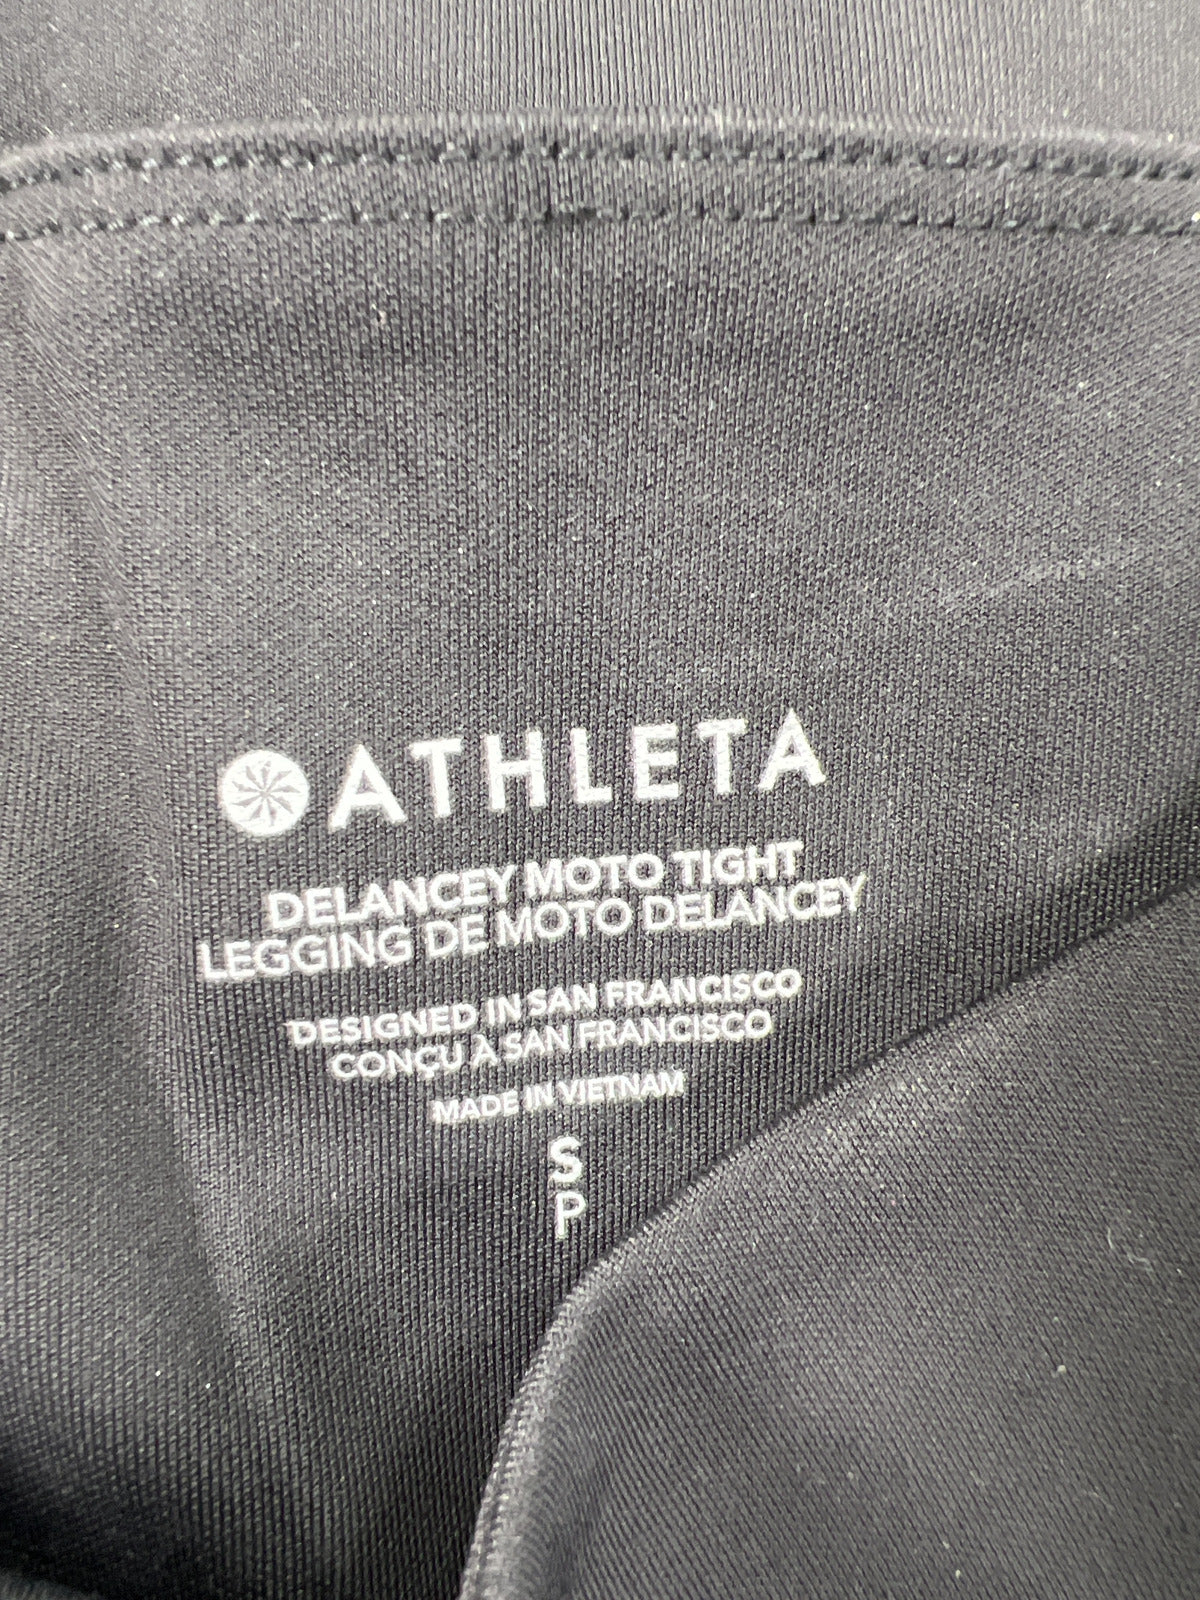 ATHLETA
DELANCEY MOTO TIGHT
LEGGING DE MOTO DELANCEY
DESIGNED IN SAN FRANCISCO
CONÇU À SAN FRANCISCO
MADE IN VIETNAM
S
P